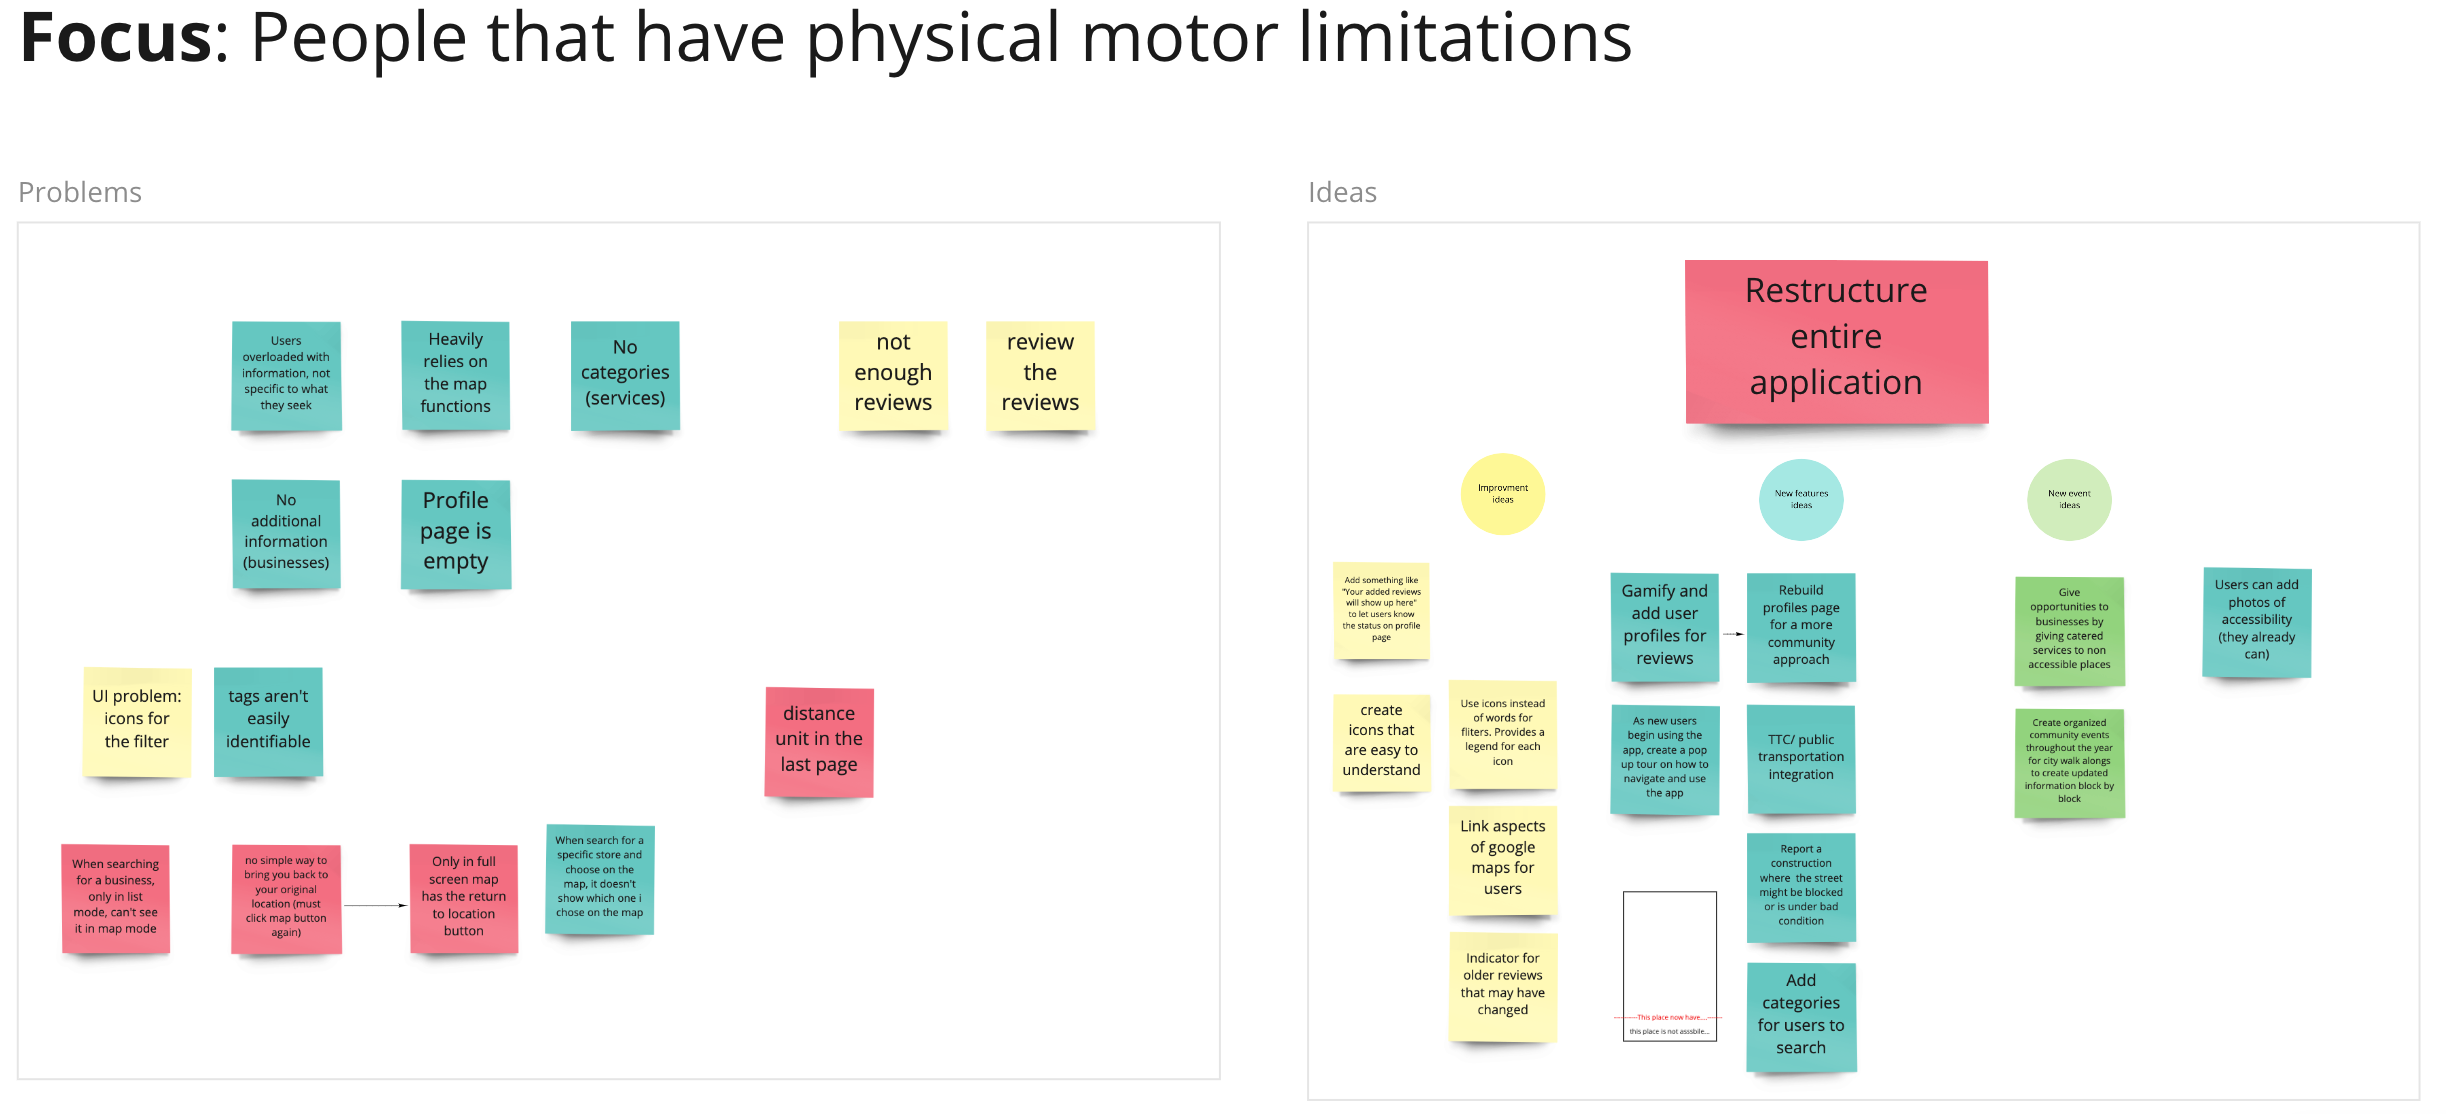 Focus: People that have physical motor limitations
Problems
Users
overloaded with
information, not
specific to what
they seek
Heavily
relies on
the map
functions
No
categories
(services)
not
enough
reviews
review
the
reviews
No
additional
information
(businesses)
Profile
page is
empty
UI problem:
icons for
the filter
tags aren't
easily
identifiable
distance
unit in the
last page
When searching
for a business,
only in list
mode, can't see
it in map mode
no simple way to
bring you back to
your original
location (must
click map button
again)
Only in full
screen map
has the return
to location
button
When search for a
specific store and
choose on the
map, it doesn't
show which one i
chose on the map
Ideas
Restructure
entire
application
Improvment
ideas
New features
ideas
New event
ideas
Add something like
"Your added reviews
will show up here"
to let users know
the status on profile
page
create
icons that
are easy to
understand
Use icons instead
of words for
fliters. Provides a
legend for each
icon
Link aspects
of google
maps for
users
Indicator for
older reviews
that may have
changed
Gamify and
add user
profiles for
reviews
Rebuild
profiles page
for a more
community
approach
As new users
begin using the
app, create a pop
up tour on how to
navigate and use
the app
TTC/ public
transportation
integration
Report a
construction
where the street
might be blocked
or is under bad
condition
Add
categories
for users to
search
---------This place now have....------
this place is not asssbile...
Give
opportunities to
businesses by
giving catered
services to non
accessible places
Create organized
community events
throughout the year
for city walk alongs
to create updated
information block by
block
Users can add
photos of
accessibility
(they already
can)